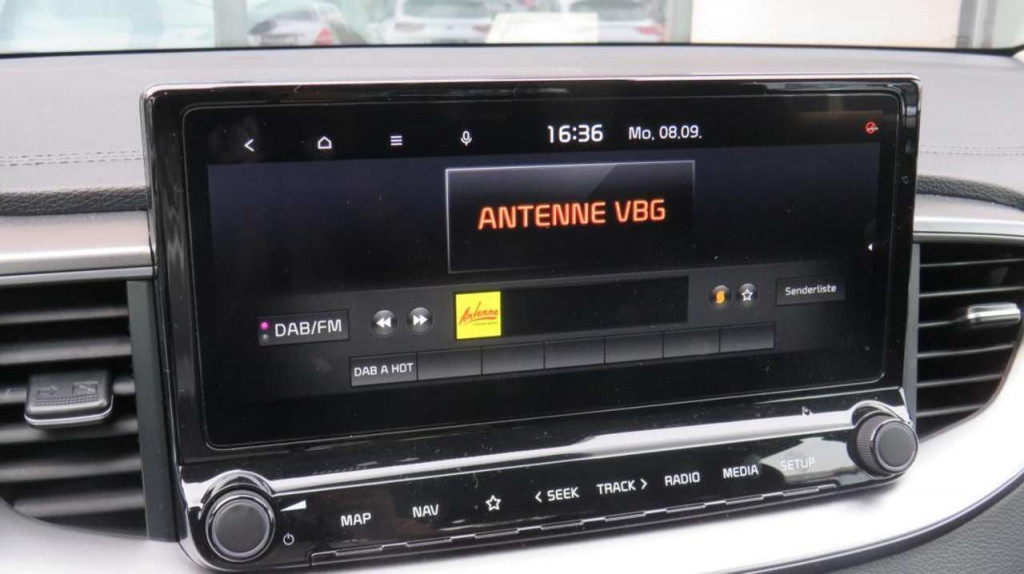 16:36 Mo, 08.09.
ANTENNE VBG
DAB/FM
Antenne
Senderliste
DAB A HOT
MAP NAV < SEEK TRACK > RADIO MEDIA SETUP